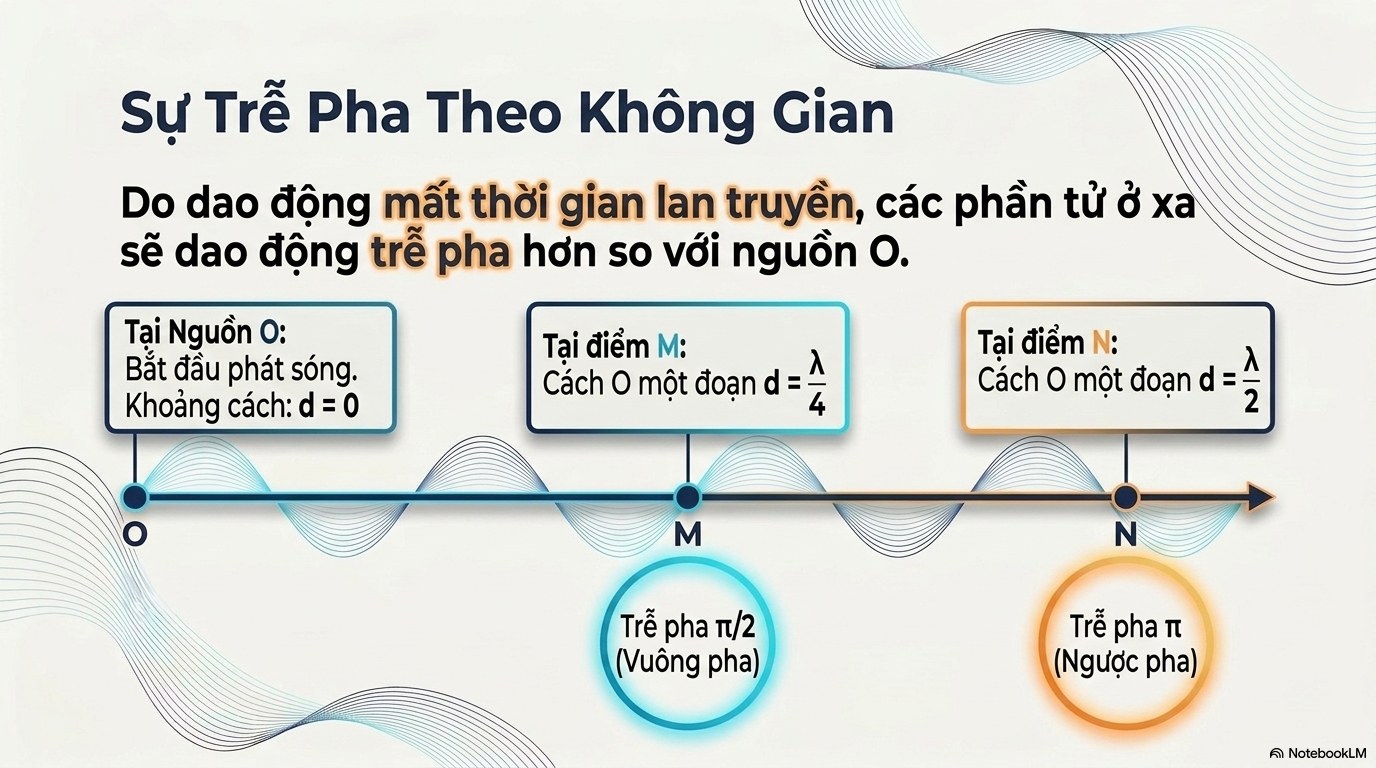 Sự Trễ Pha Theo Không Gian
Do dao động mất thời gian lan truyền, các phần tử ở xa
sẽ dao động trễ pha hơn so với nguồn O.
Tại Nguồn O:
Bắt đầu phát sóng.
Khoảng cách: d = 0
Tại điểm M:
Cách O một đoạn d = λ/4
Tại điểm N:
Cách O một đoạn d = λ/2
O
M
N
Trễ pha π/2
(Vuông pha)
Trễ pha π
(Ngược pha)
NotebookLM